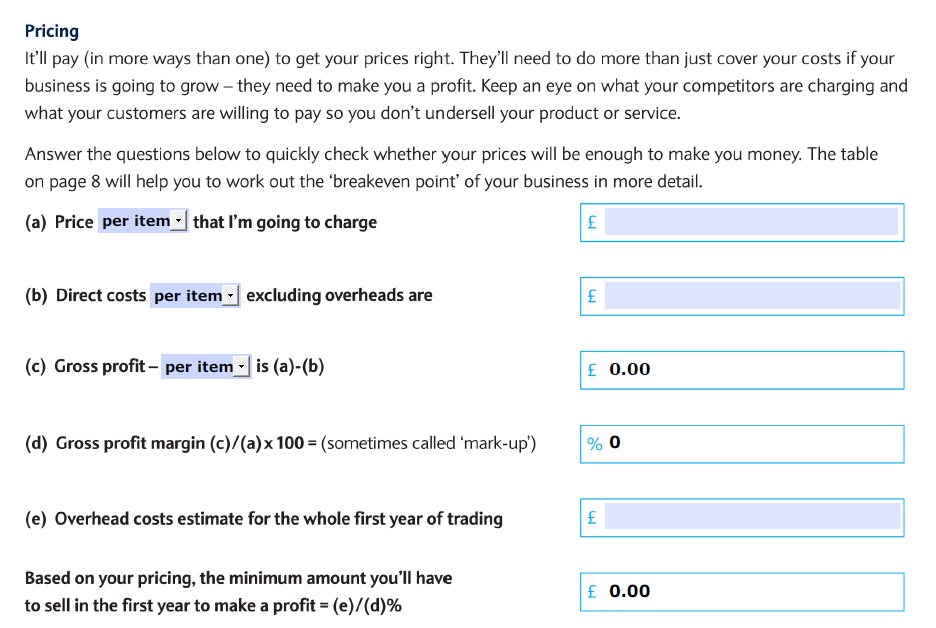 Pricing
It'll pay (in more ways than one) to get your prices right. They'll need to do more than just cover your costs if your
business is going to grow – they need to make you a profit. Keep an eye on what your competitors are charging and
what your customers are willing to pay so you don't undersell your product or service.
Answer the questions below to quickly check whether your prices will be enough to make you money. The table
on page 8 will help you to work out the 'breakeven point' of your business in more detail.
(a) Price per item that I'm going to charge £
(b) Direct costs per item excluding overheads are £
(c) Gross profit – per item is (a)-(b) £ 0.00
(d) Gross profit margin (c)/(a) x 100 = (sometimes called 'mark-up') % 0
(e) Overhead costs estimate for the whole first year of trading £
Based on your pricing, the minimum amount you'll have
to sell in the first year to make a profit = (e)/(d)% £ 0.00